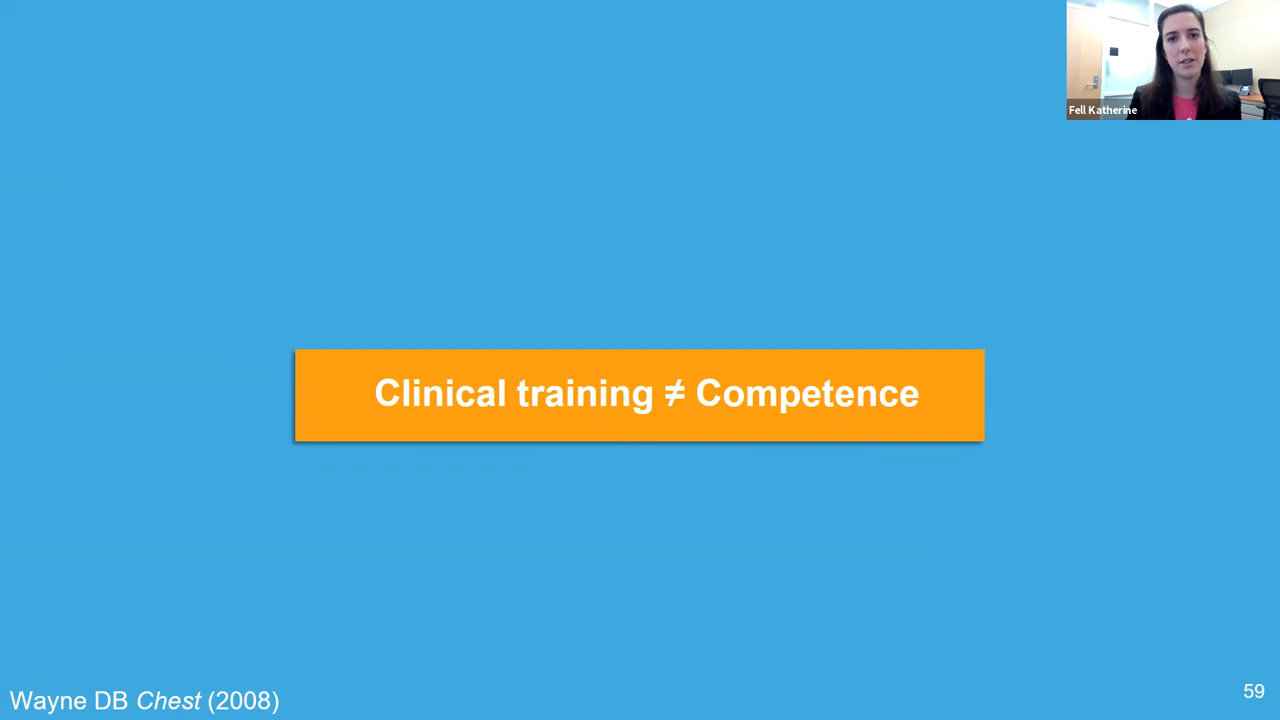 Fell Katherine
Clinical training ≠ Competence
Wayne DB Chest (2008)
59